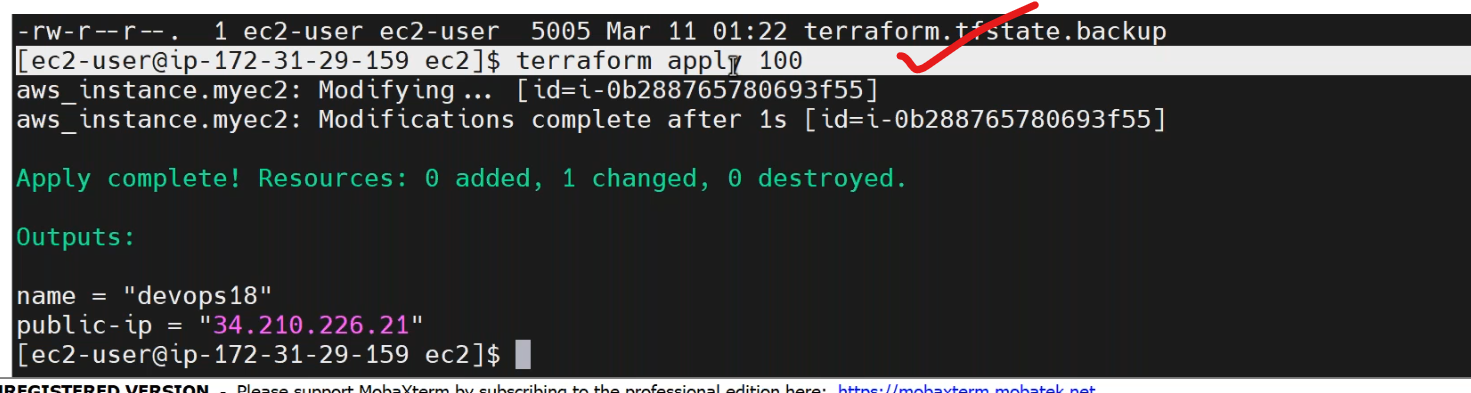 -rw-r--r--. 1 ec2-user ec2-user 5005 Mar 11 01:22 terraform.tfstate.backup
[ec2-user@ip-172-31-29-159 ec2]$ terraform apply 100
aws_instance.myec2: Modifying... [id=i-0b288765780693f55]
aws_instance.myec2: Modifications complete after 1s [id=i-0b288765780693f55]
Apply complete! Resources: 0 added, 1 changed, 0 destroyed.
Outputs:
name = "devops18"
public-ip = "34.210.226.21"
[ec2-user@ip-172-31-29-159 ec2]$
NREGISTERED VERSION - Please support MobaXterm by subscribing to the professional edition here: https://mobaxterm.mobatek.net